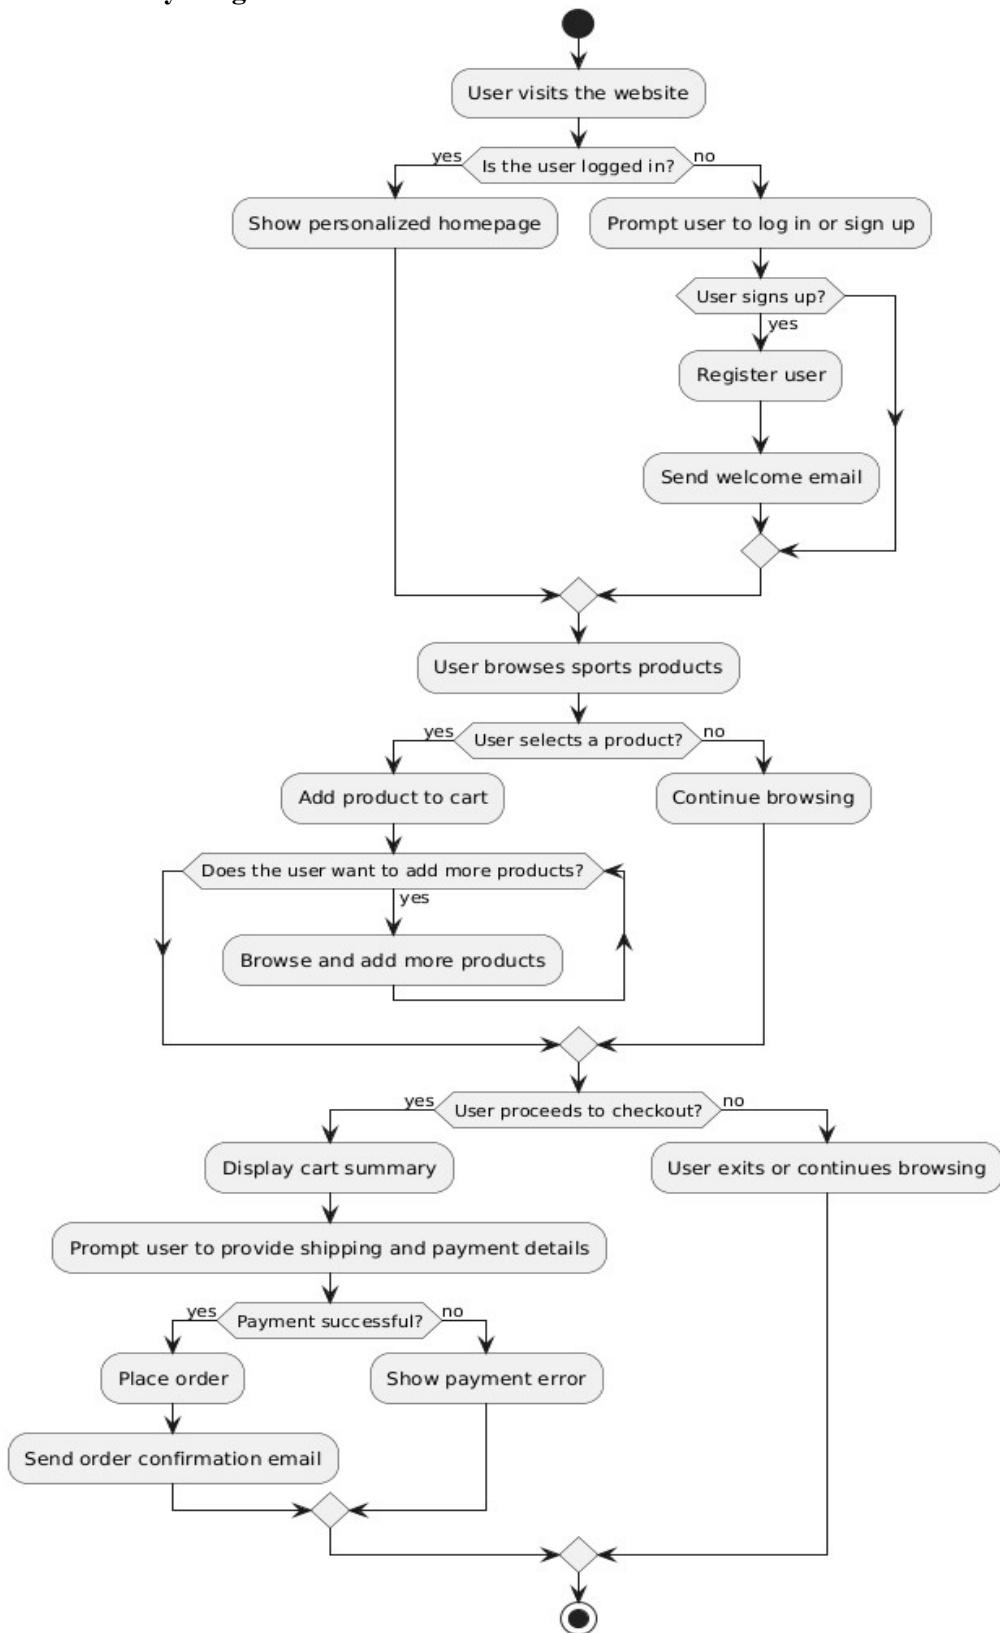 User visits the website
yes
Is the user logged in?
no
Show personalized homepage
Prompt user to log in or sign up
User signs up?
yes
Register user
Send welcome email
User browses sports products
yes
User selects a product?
no
Add product to cart
Continue browsing
Does the user want to add more products?
yes
Browse and add more products
yes
User proceeds to checkout?
no
Display cart summary
User exits or continues browsing
Prompt user to provide shipping and payment details
yes
Payment successful?
no
Place order
Show payment error
Send order confirmation email